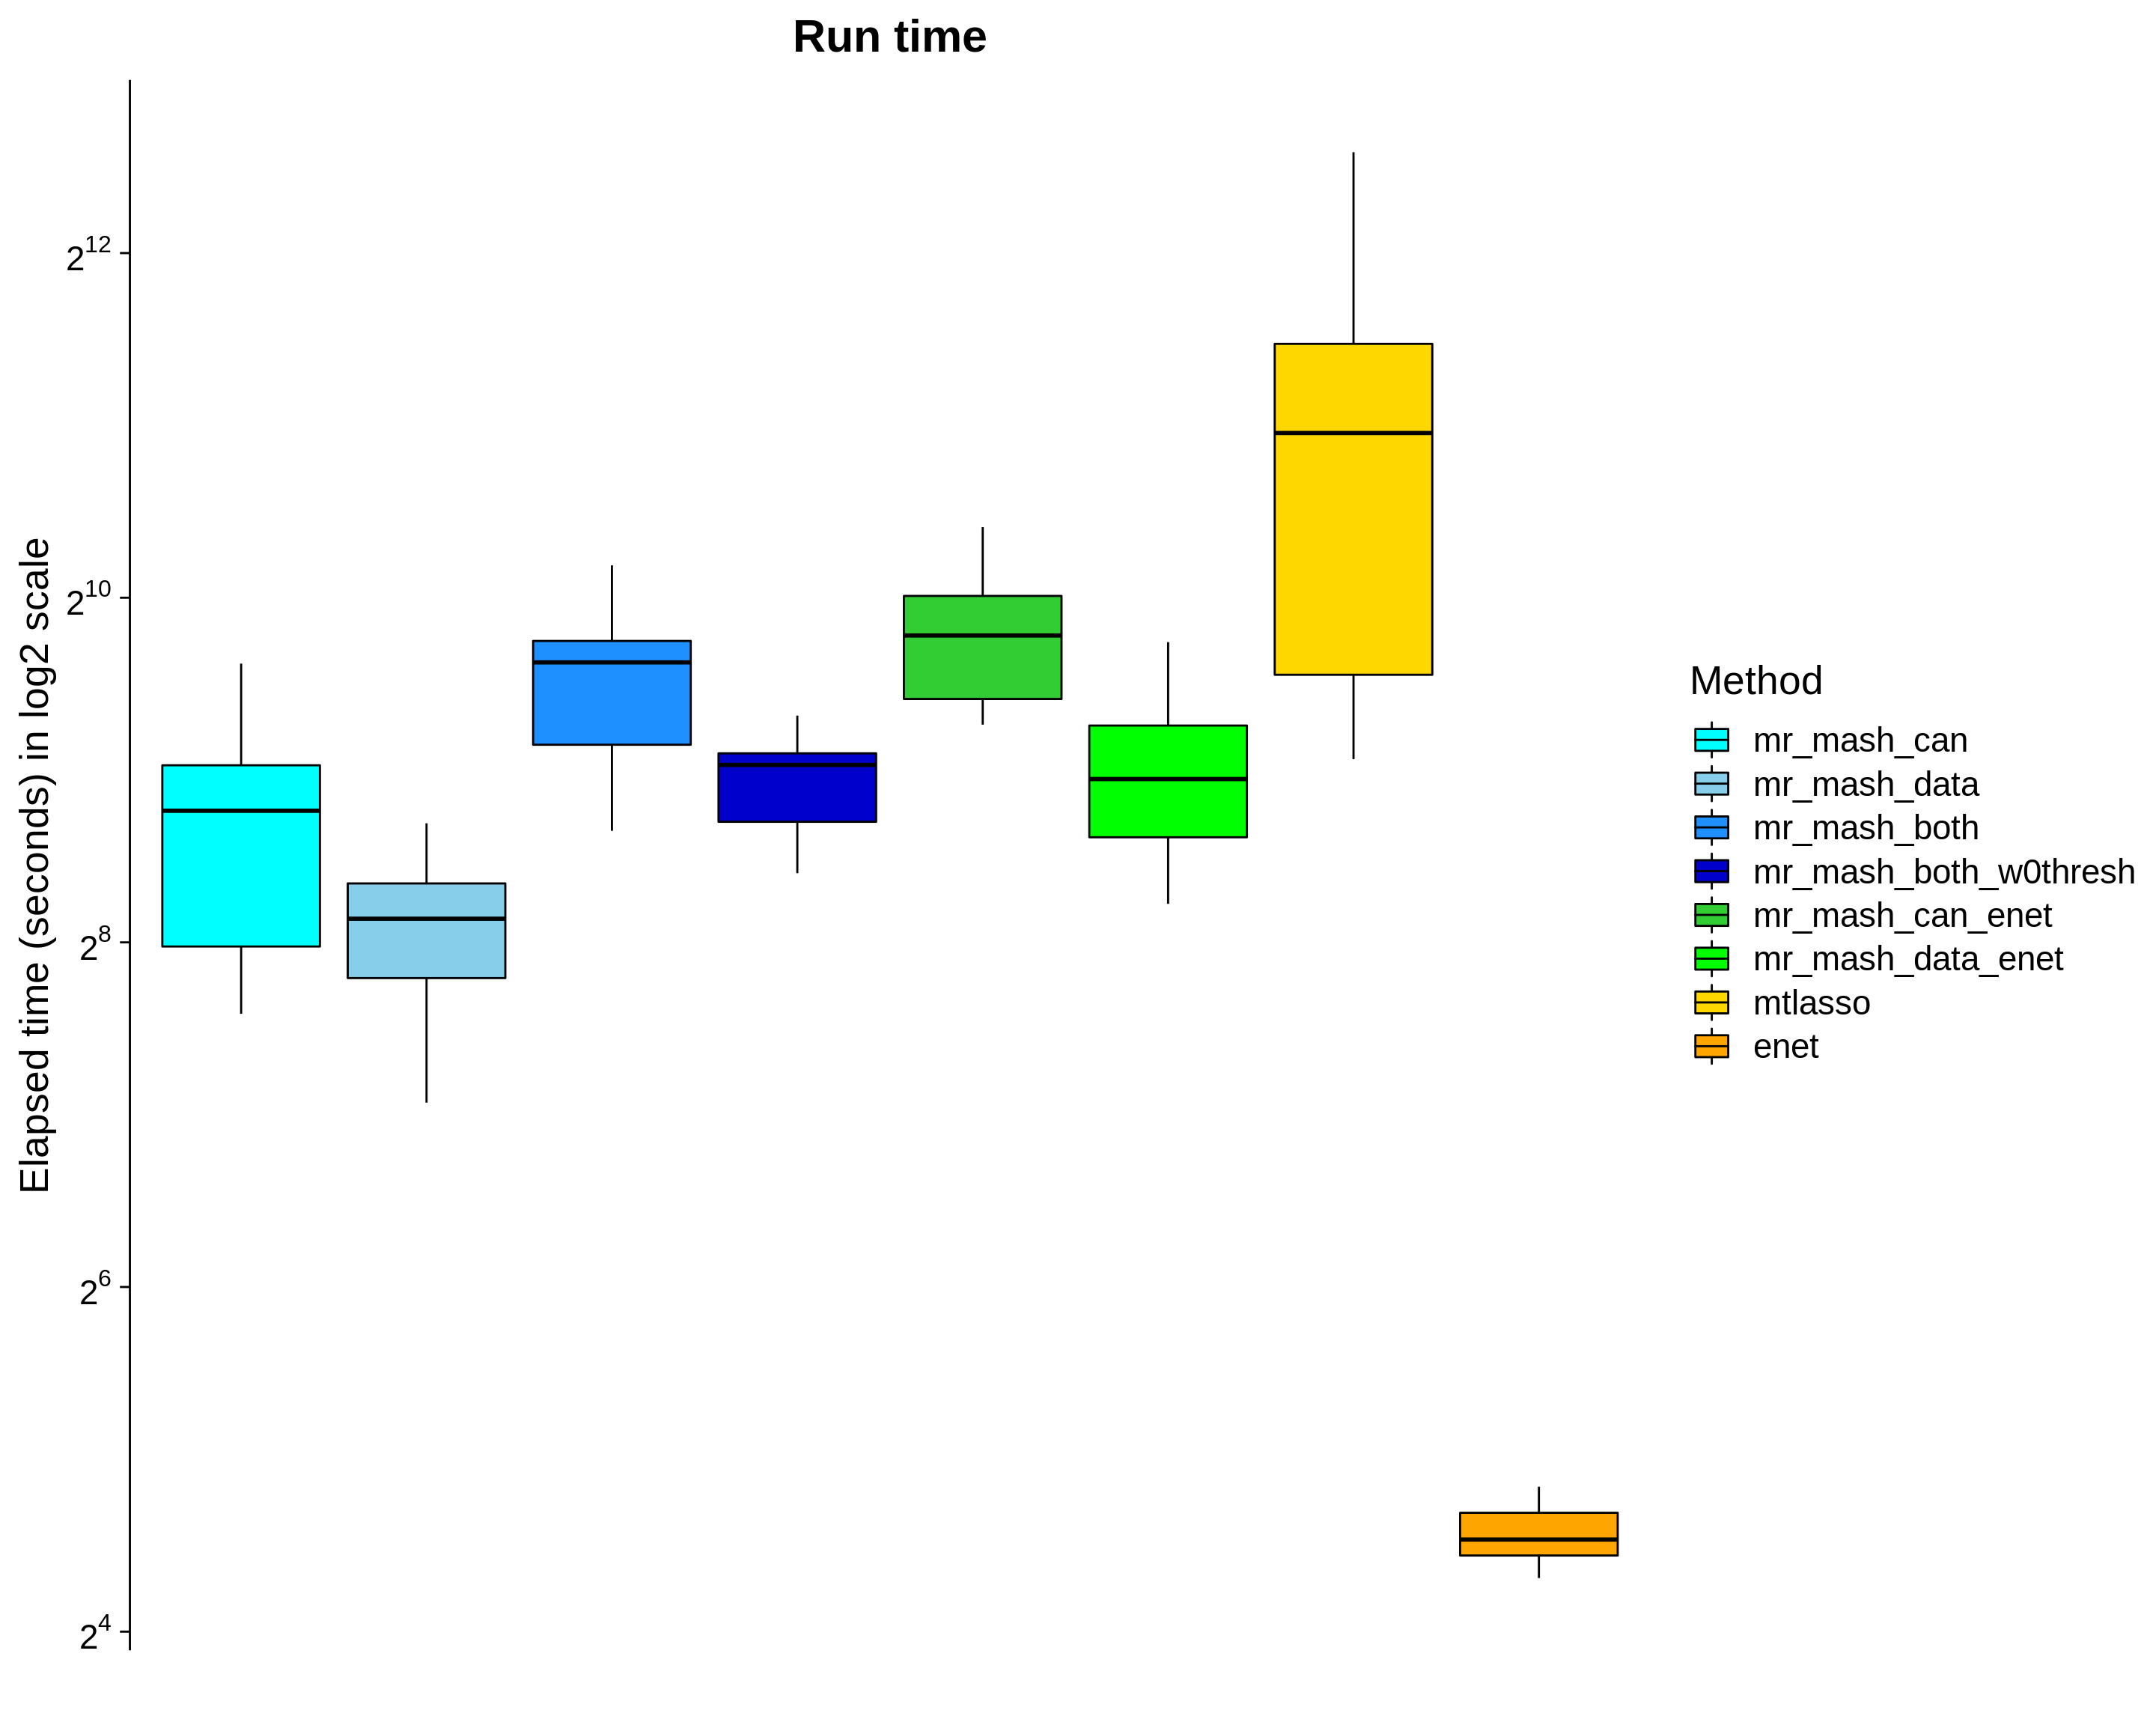 Run time
Elapsed time (seconds) in log2 scale
2^12
2^10
2^8
2^6
2^4
Method
mr_mash_can
mr_mash_data
mr_mash_both
mr_mash_both_w0thresh
mr_mash_can_enet
mr_mash_data_enet
mtlasso
enet